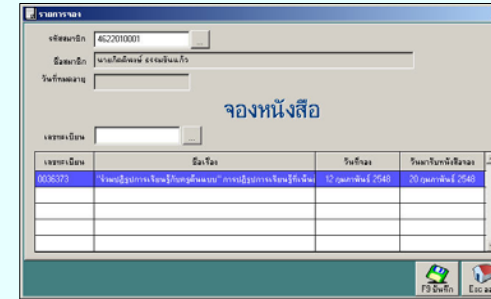 รายการจอง
รหัสสมาชิก 4622010001 ...
ชื่อสมาชิก นายกิตติพงษ์ ธรรมขันแก้ว
วันที่หมดอายุ
จองหนังสือ
เลขทะเบียน ...
เลขทะเบียน ชื่อเรื่อง วันที่จอง วันมารับหนังสือจอง
0036373 "ร่วมปฏิรูปการเรียนรู้กับครูต้นแบบ" การปฏิรูปการเรียนรู้ที่เน้น 12 กุมภาพันธ์ 2548 20 กุมภาพันธ์ 2548
F9 บันทึก Esc